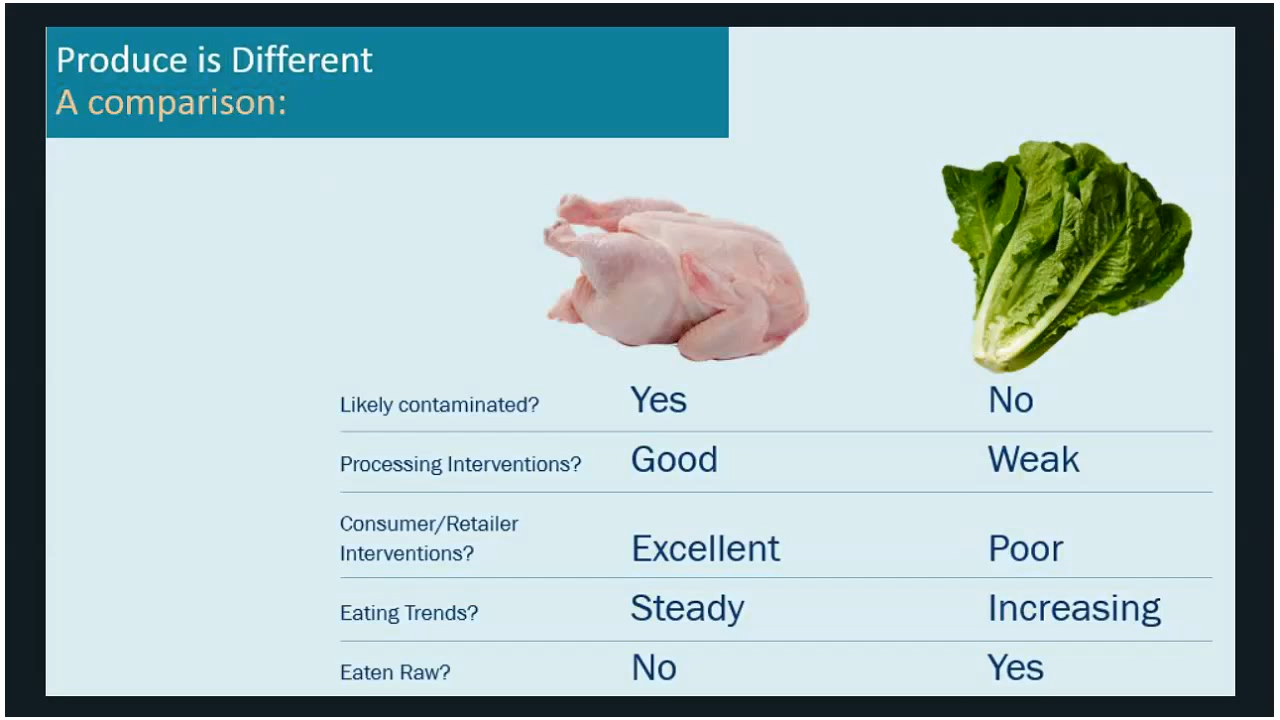 Produce is Different
A comparison:
Likely contaminated? Yes No
Processing Interventions? Good Weak
Consumer/Retailer
Interventions? Excellent Poor
Eating Trends? Steady Increasing
Eaten Raw? No Yes